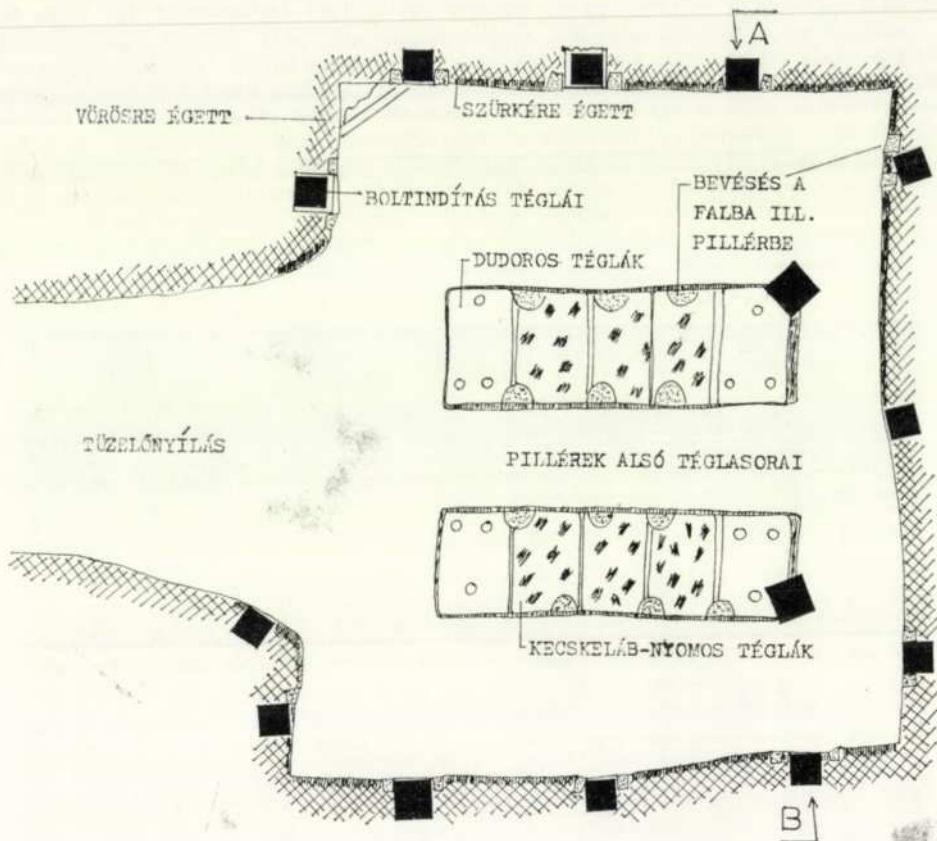 A
VÖRÖSRE ÉGETT
SZÜRKÉRE ÉGETT
BOLTINDÍTÁS TÉGLÁI
BEVÉSÉS A
FALBA ILL.
PILLÉRBE
DUDOROS TÉGLÁK
TÜZELŐNYÍLÁS
PILLÉREK ALSÓ TÉGLASORAI
KECSKELÁB-NYOMOS TÉGLÁK
B